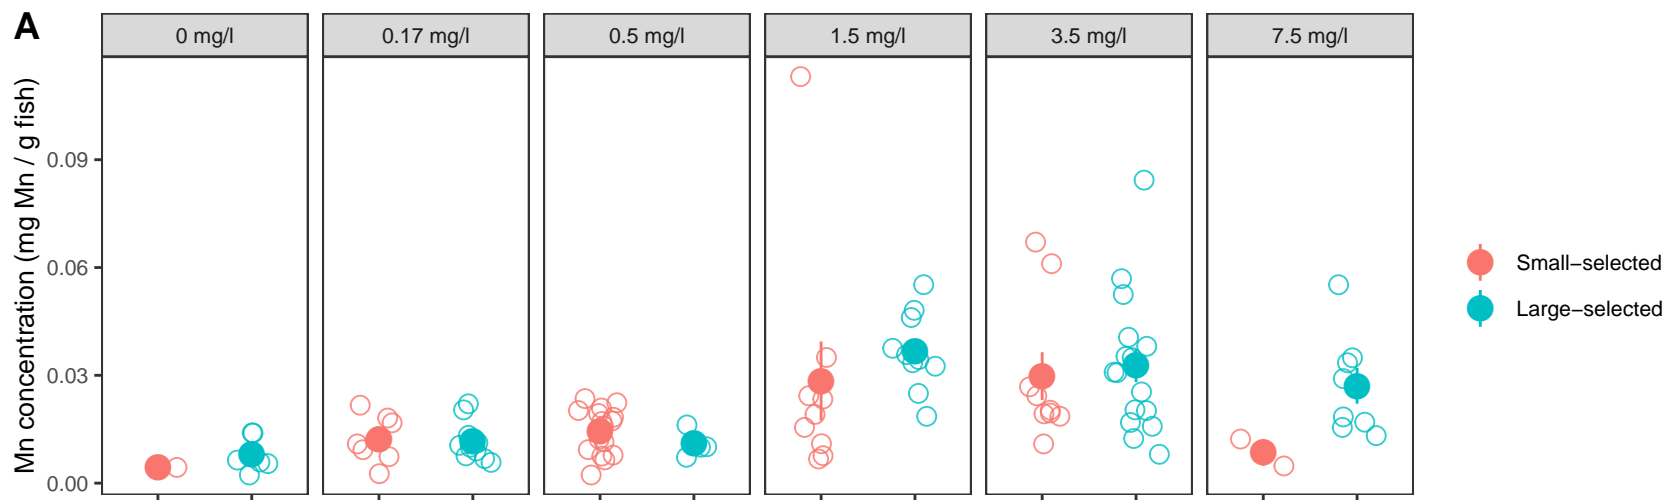 A
0 mg/l
0.17 mg/l
0.5 mg/l
1.5 mg/l
3.5 mg/l
7.5 mg/l
Mn concentration (mg Mn / g fish)
0.09
0.06
0.03
0.00
Small−selected
Large−selected